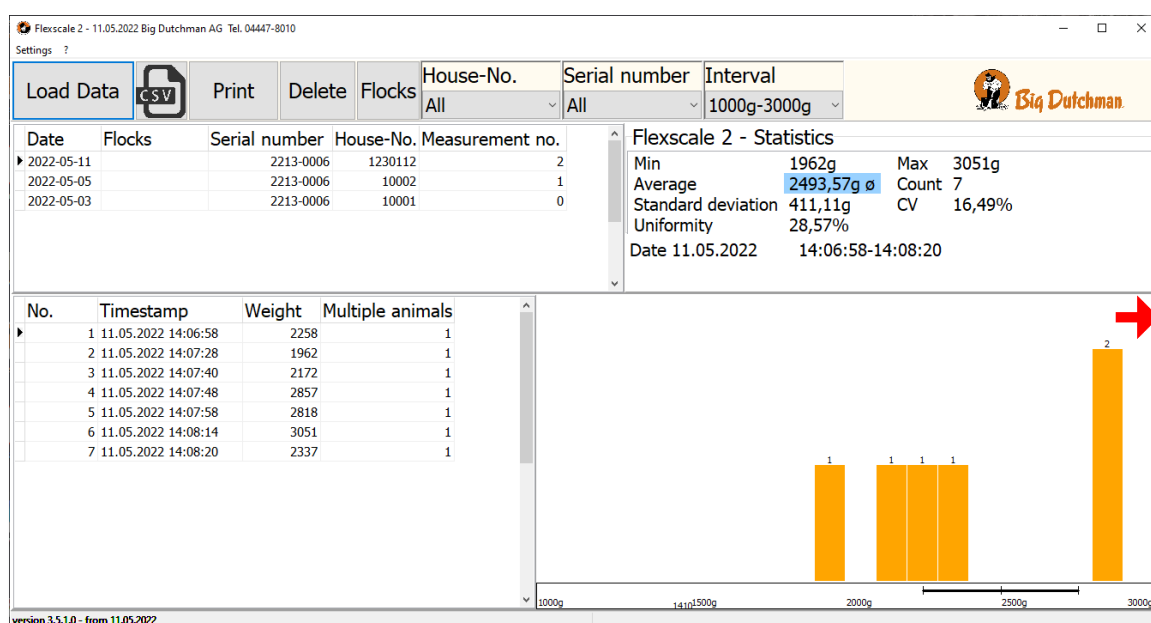 Flexscale 2 - 11.05.2022 Big Dutchman AG Tel. 04447-8010
Settings ?
Load Data CSV Print Delete Flocks House-No. Serial number Interval
All All 1000g-3000g
Big Dutchman
Date Flocks Serial number House-No. Measurement no.
2022-05-11 2213-0006 1230112 2
2022-05-05 2213-0006 10002 1
2022-05-03 2213-0006 10001 0
Flexscale 2 - Statistics
Min 1962g Max 3051g
Average 2493,57g ø Count 7
Standard deviation 411,11g CV 16,49%
Uniformity 28,57%
Date 11.05.2022 14:06:58-14:08:20
No. Timestamp Weight Multiple animals
1 11.05.2022 14:06:58 2258 1
2 11.05.2022 14:07:28 1962 1
3 11.05.2022 14:07:40 2172 1
4 11.05.2022 14:07:48 2857 1
5 11.05.2022 14:07:58 2818 1
6 11.05.2022 14:08:14 3051 1
7 11.05.2022 14:08:20 2337 1
2
1 1 1 1
1000g 1410 1500g 2000g 2500g 3000g
version 3.5.1.0 - from 11.05.2022